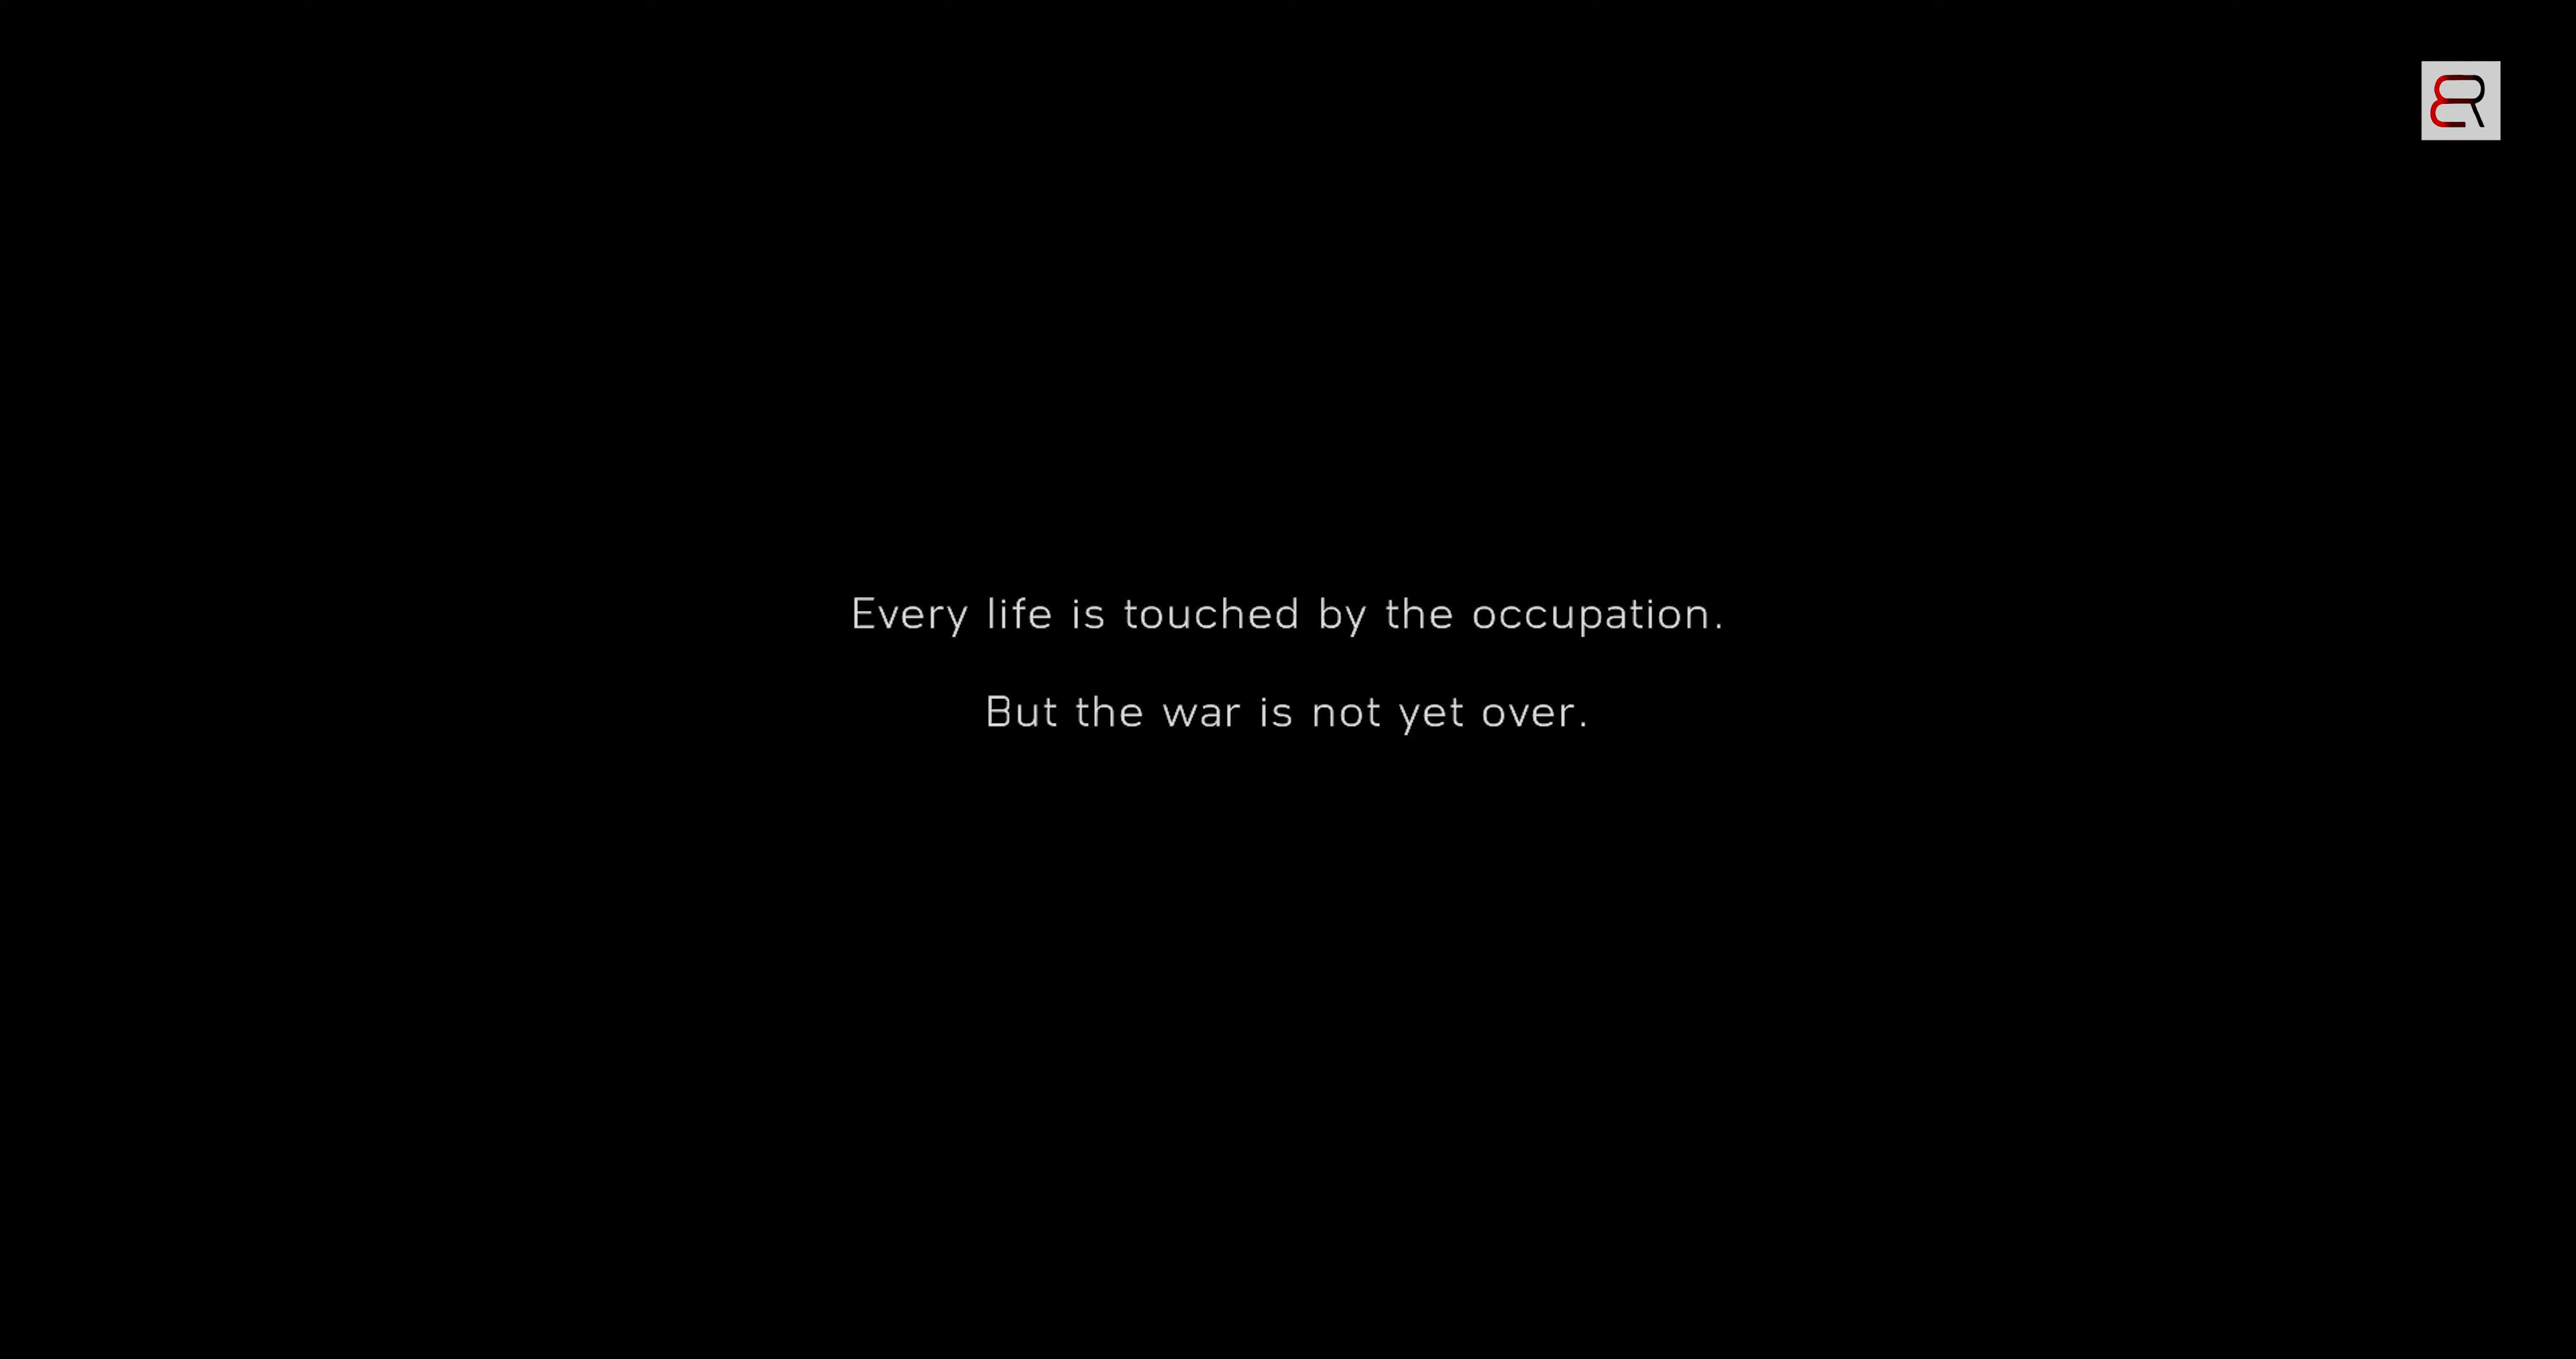 Every life is touched by the occupation.
But the war is not yet over.